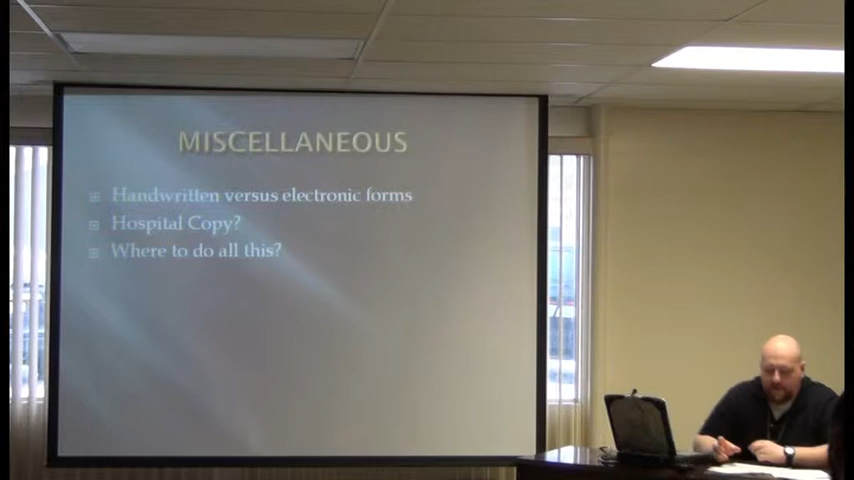 MISCELLANEOUS
Handwritten versus electronic forms
Hospital Copy?
Where to do all this?